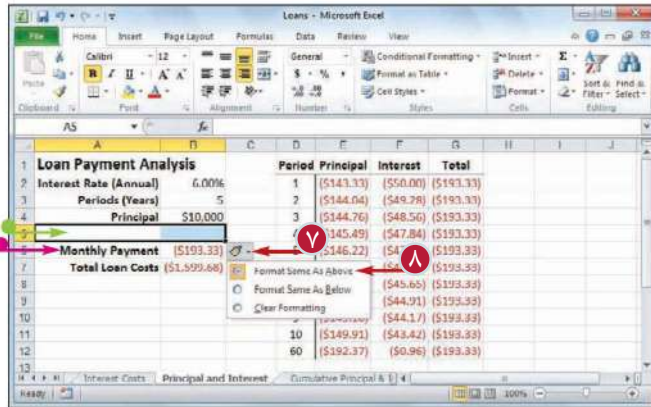 Loans - Microsoft Excel
File Home Insert Page Layout Formulas Data Review View
Calibri 12 General Conditional Formatting Insert Σ
Paste B I U A A $ % , Format as Table Delete Sort & Find &
Cell Styles Format Filter Select
Clipboard Font Alignment Number Styles Cells Editing
A5 fx
A B C D E F G H I J
1 Loan Payment Analysis Period Principal Interest Total
2 Interest Rate (Annual) 6.00% 1 ($143.33) ($50.00) ($193.33)
3 Periods (Years) 5 2 ($144.04) ($49.28) ($193.33)
4 Principal $10,000 3 ($144.76) ($48.56) ($193.33)
5 4 ($145.49) ($47.84) ($193.33)
Monthly Payment ($193.33) ($146.22) ($193.33)
٧
7 Total Loan Costs ($1,599.68) Format Same As Above ($193.33)
٨
8 Format Same As Below ($45.65) ($193.33)
9 Clear Formatting ($44.91) ($193.33)
10 ($44.17) ($193.33)
11 10 ($149.91) ($43.42) ($193.33)
12 60 ($192.37) ($0.96) ($193.33)
13
Interest Costs Principal and Interest Cumulative Principal &
Ready 100%